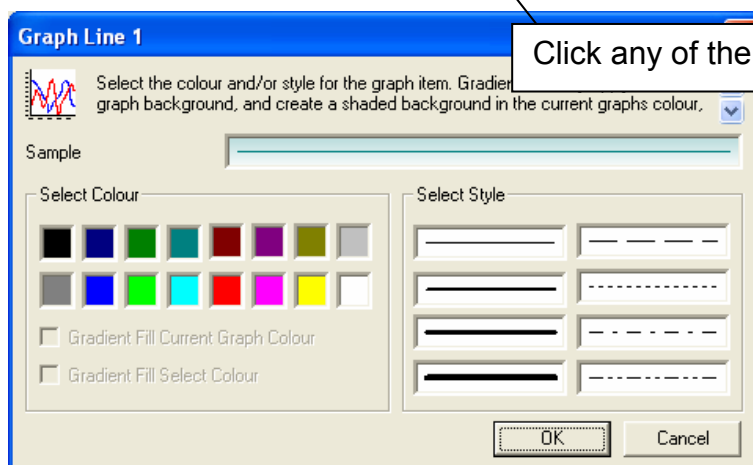 Graph Line 1
Click any of the
Select the colour and/or style for the graph item. Gradien
graph background, and create a shaded background in the current graphs colour,
Sample
Select Colour
Select Style
Gradient Fill Current Graph Colour
Gradient Fill Select Colour
OK
Cancel